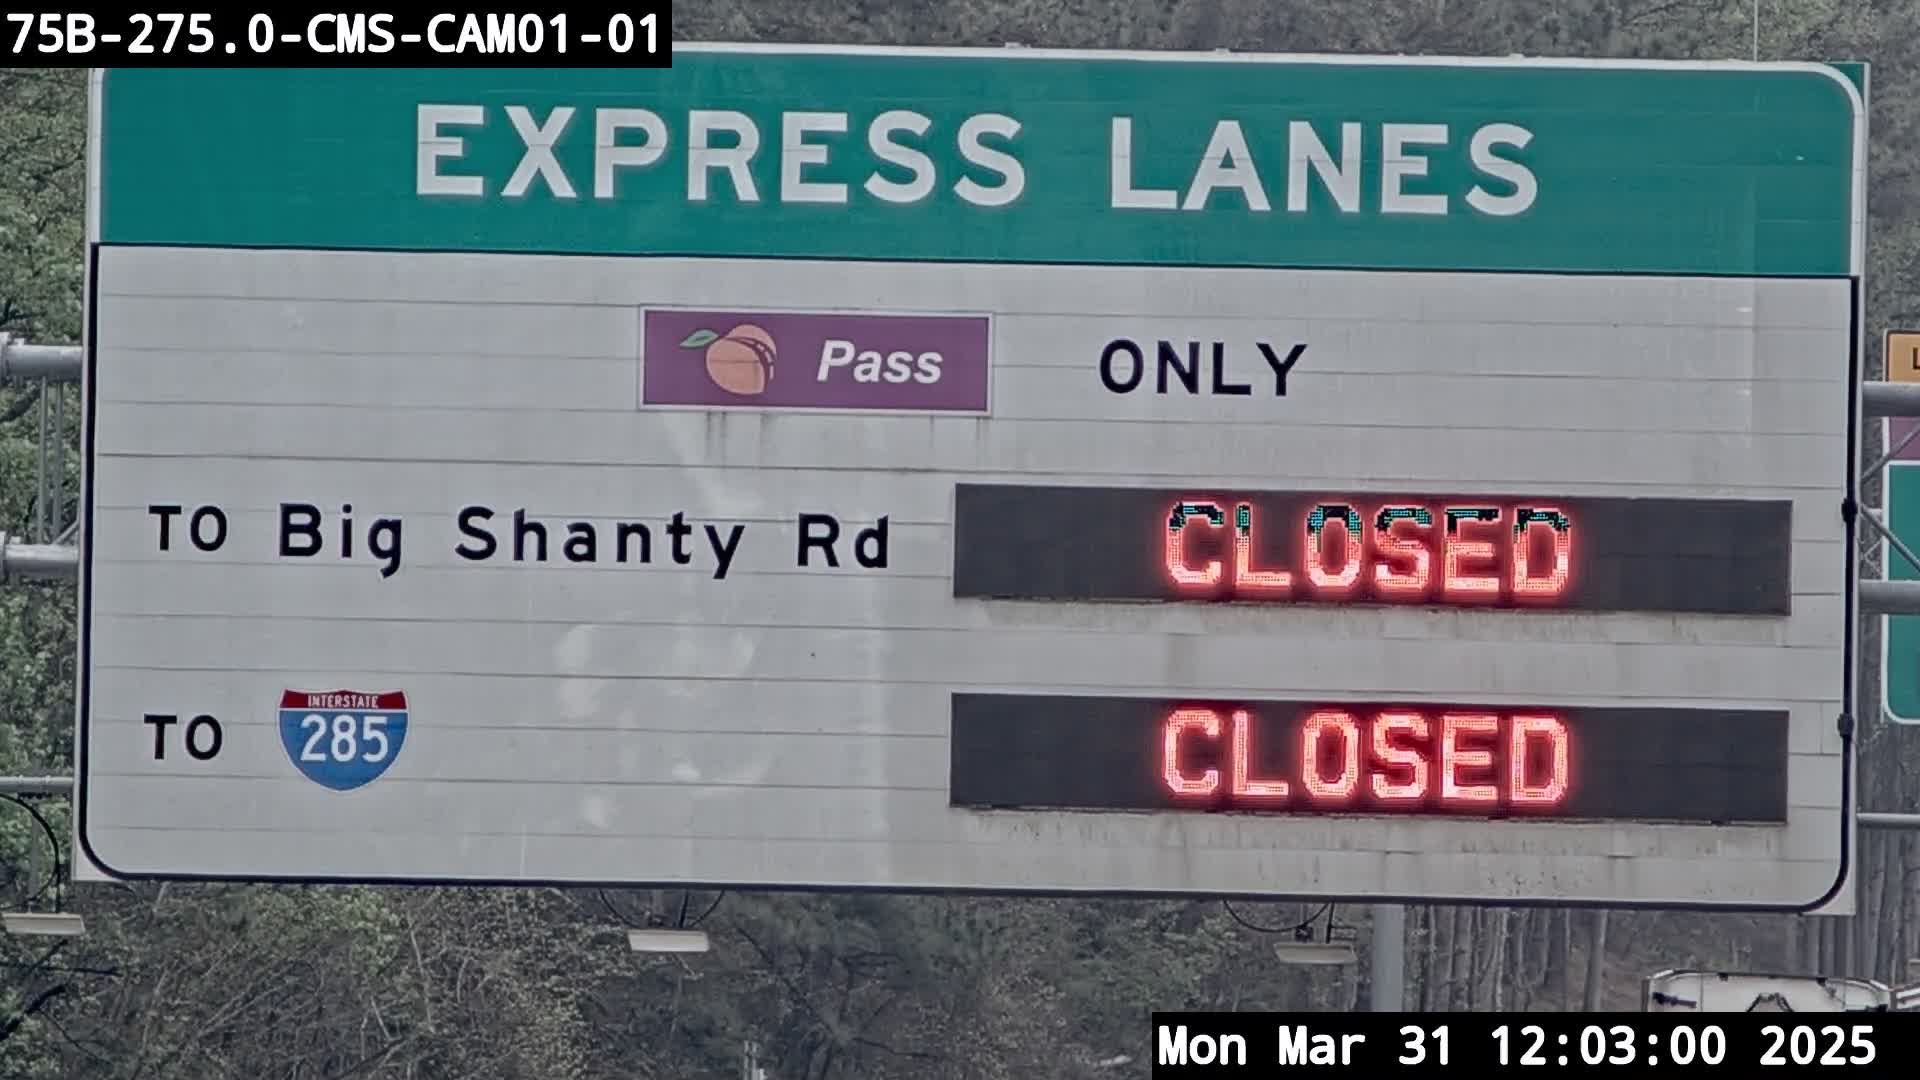 75B-275.0-CMS-CAM01-01
EXPRESS LANES
Pass ONLY
TO Big Shanty Rd CLOSED
TO INTERSTATE 285 CLOSED
Mon Mar 31 12:03:00 2025